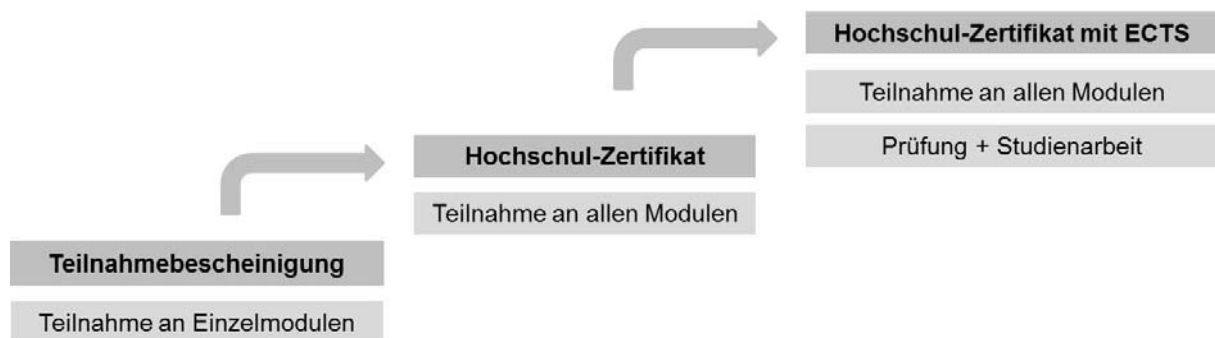 Hochschul-Zertifikat mit ECTS
Teilnahme an allen Modulen
Prüfung + Studienarbeit
Hochschul-Zertifikat
Teilnahme an allen Modulen
Teilnahmebescheinigung
Teilnahme an Einzelmodulen